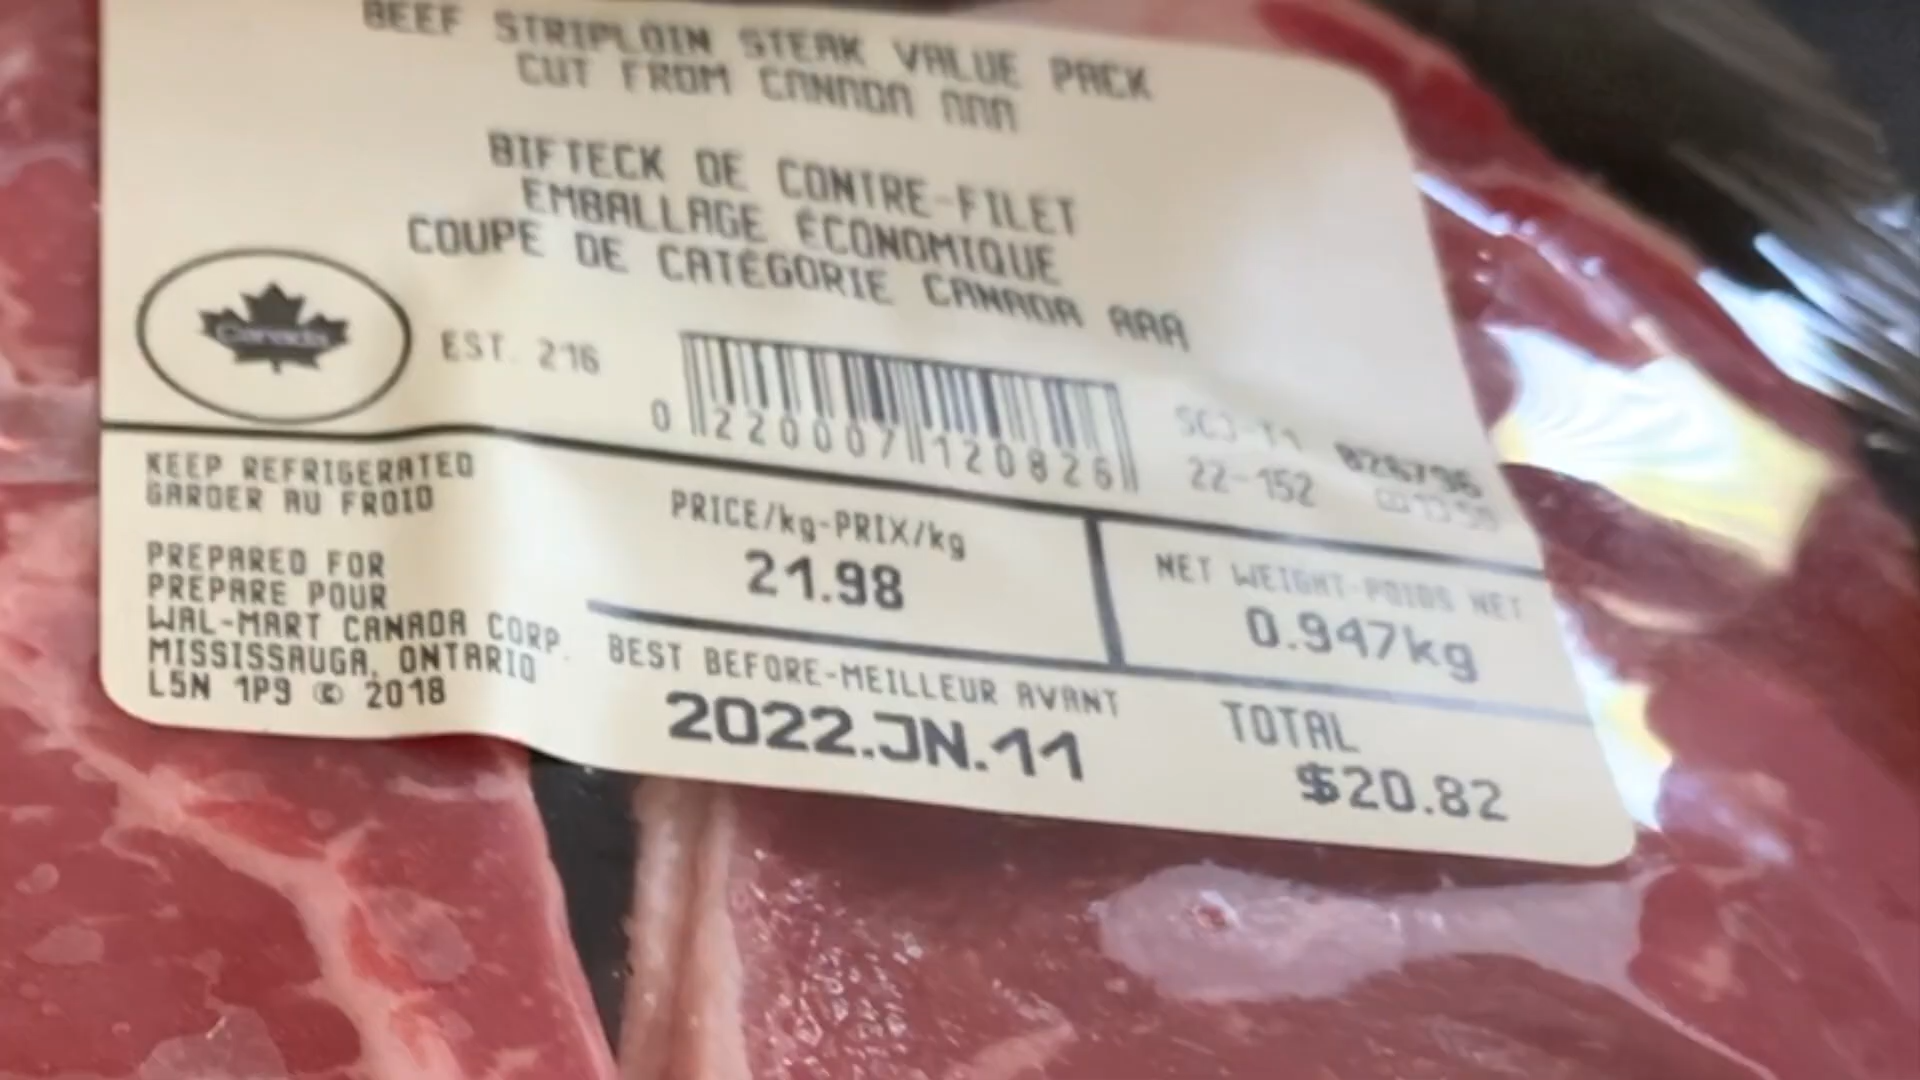 BEEF STRIPLOIN STEAK VALUE PACK
CUT FROM CANADA AAA
BIFTECK DE CONTRE-FILET
EMBALLAGE ÉCONOMIQUE
COUPE DE CATÉGORIE CANADA AAA
Canada
EST. 216
0 220007 120826
22-152
KEEP REFRIGERATED
GARDER AU FROID
PREPARED FOR
PREPARE POUR
WAL-MART CANADA CORP.
MISSISSAUGA, ONTARIO
L5N 1P9 © 2018
PRICE/kg-PRIX/kg
21.98
NET WEIGHT-POIDS NET
0.947kg
BEST BEFORE-MEILLEUR AVANT
2022.JN.11
TOTAL
$20.82